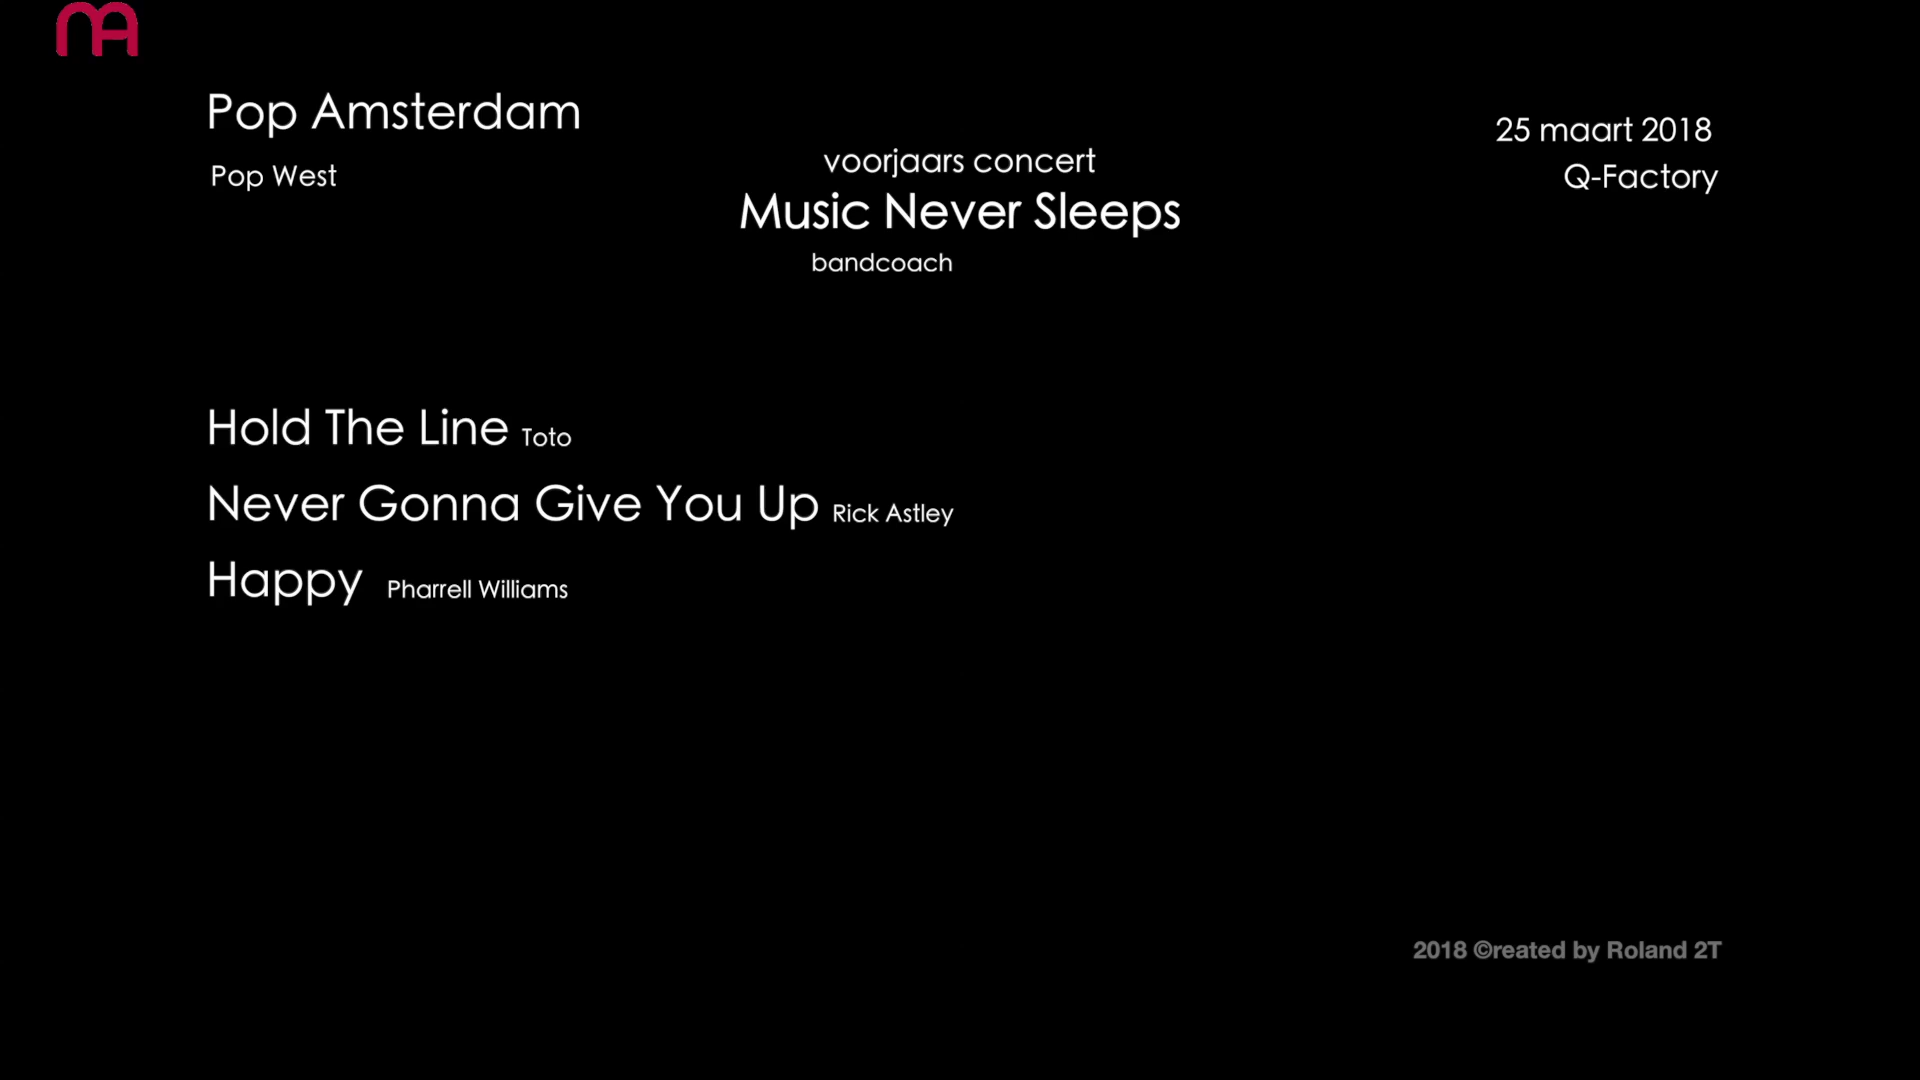 Pop Amsterdam
Pop West
25 maart 2018
Q-Factory
voorjaars concert
Music Never Sleeps
bandcoach
Hold The Line Toto
Never Gonna Give You Up Rick Astley
Happy Pharrell Williams
2018 ©reated by Roland 2T